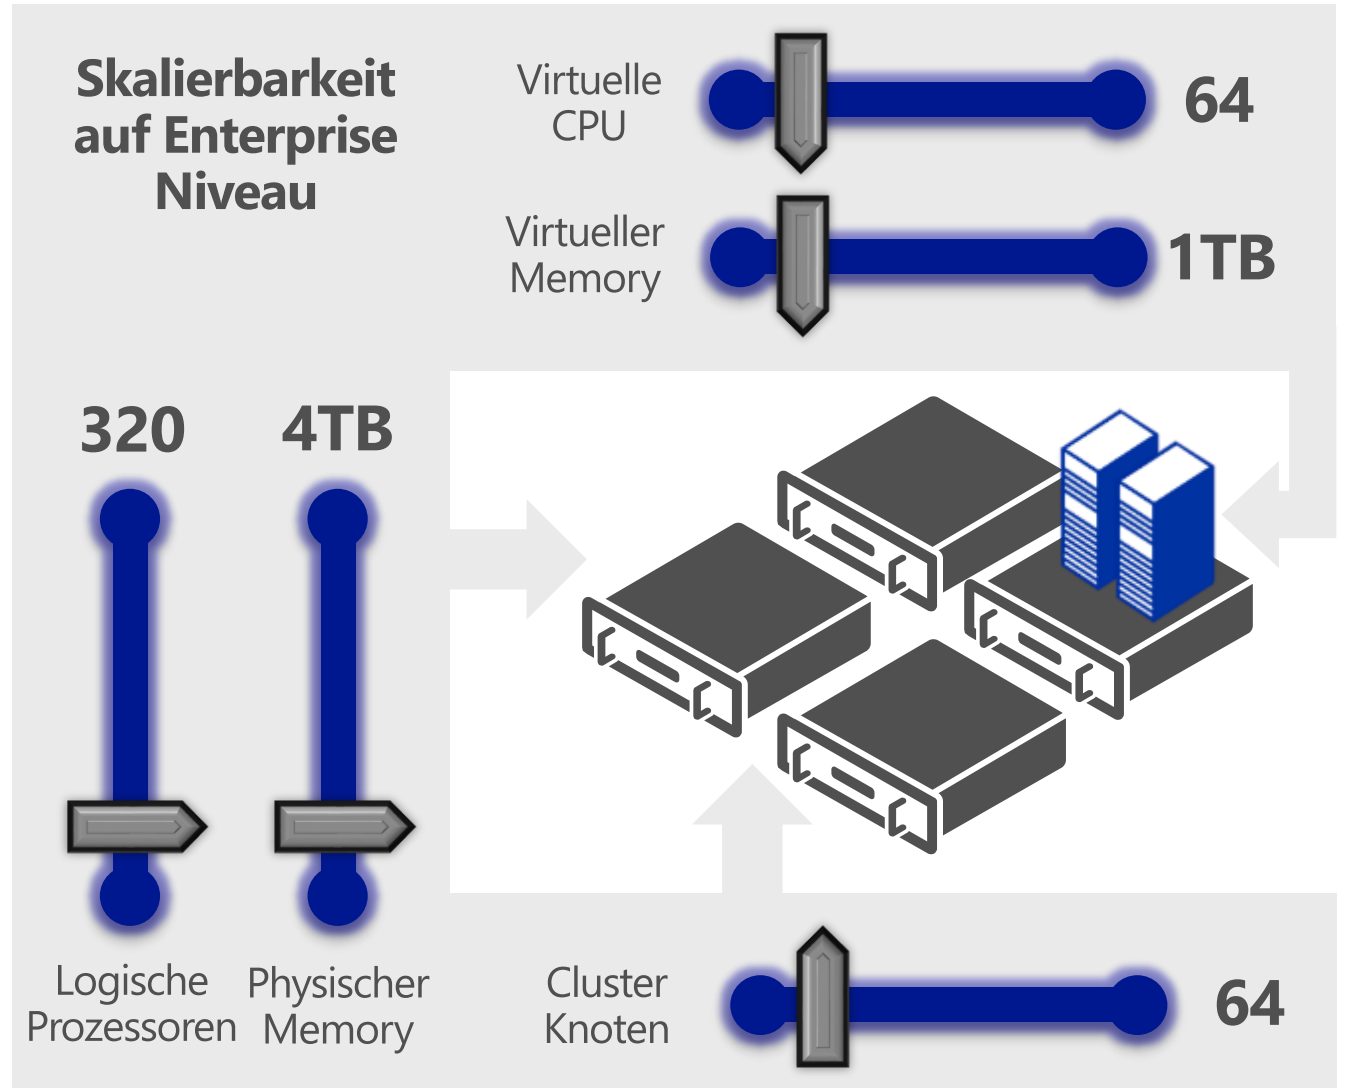 Skalierbarkeit
auf Enterprise
Niveau
Virtuelle
CPU
64
Virtueller
Memory
1TB
320
4TB
Logische
Prozessoren
Physischer
Memory
Cluster
Knoten
64